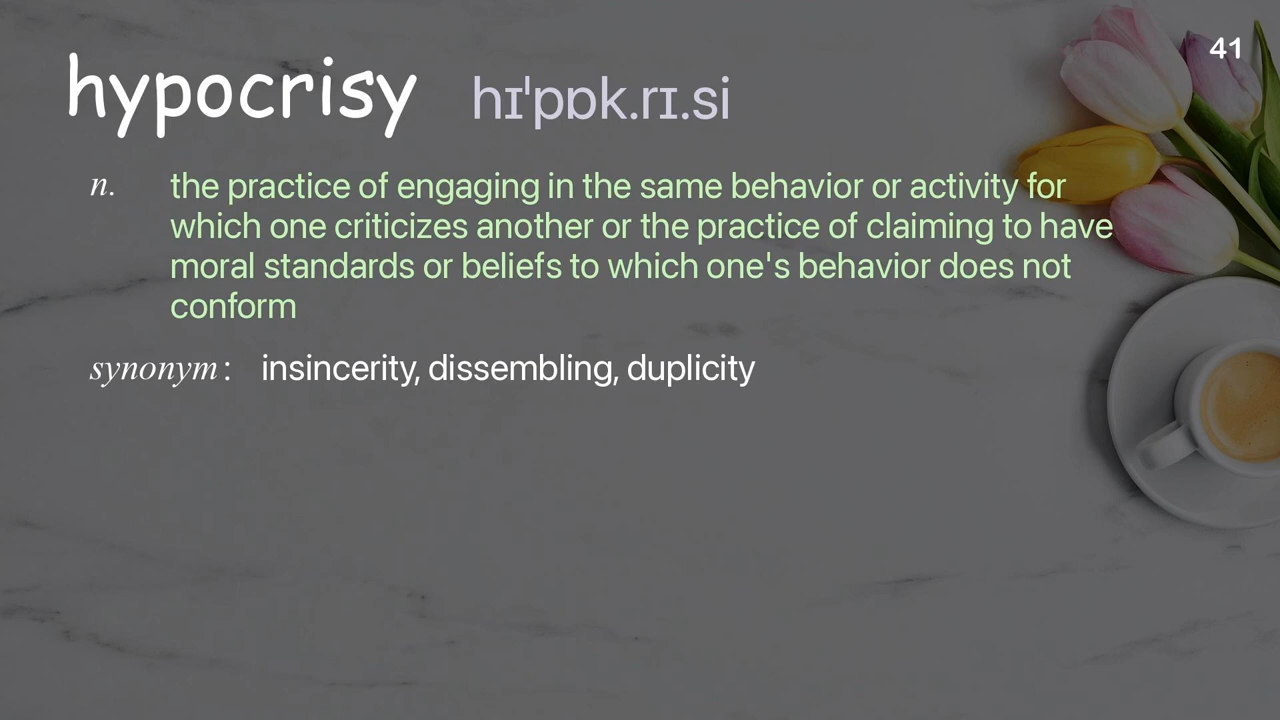 41
hypocrisy hɪˈpɒk.rɪ.si
n. the practice of engaging in the same behavior or activity for
which one criticizes another or the practice of claiming to have
moral standards or beliefs to which one's behavior does not
conform
synonym: insincerity, dissembling, duplicity